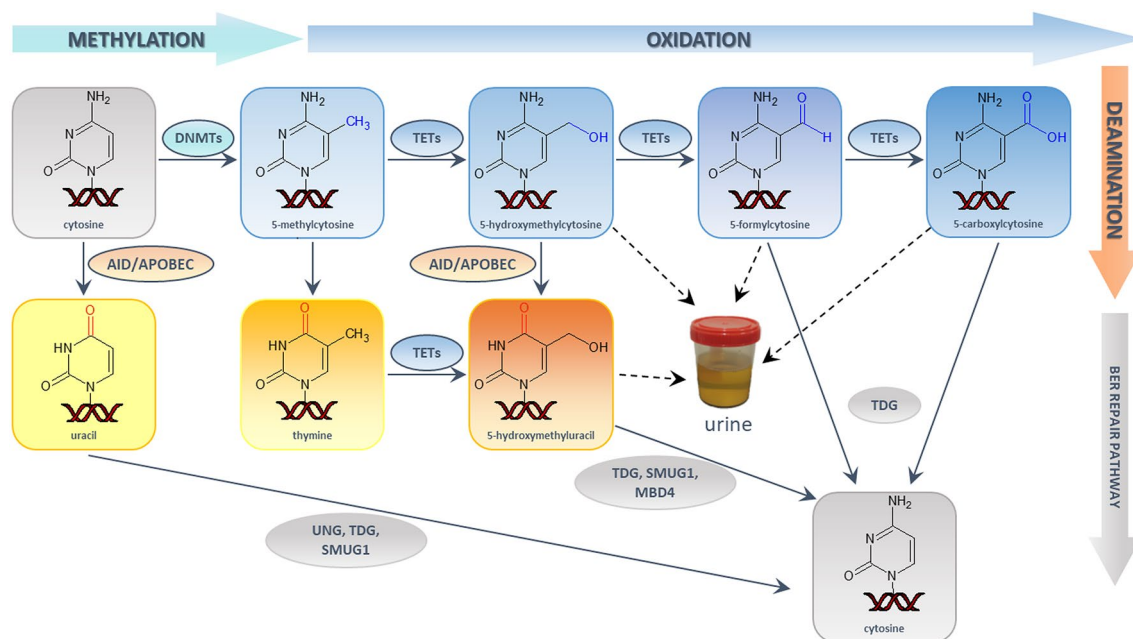 METHYLATION
OXIDATION
DEAMINATION
BER REPAIR PATHWAY
NH2
N
O
N
cytosine
DNMTs
NH2
CH3
N
O
N
5-methylcytosine
TETs
NH2
N
OH
O
N
5-hydroxymethylcytosine
TETs
NH2
O
N
H
O
N
5-formylcytosine
TETs
NH2
O
N
OH
O
N
5-carboxylcytosine
AID/APOBEC
AID/APOBEC
O
HN
O
N
uracil
O
CH3
HN
O
N
thymine
TETs
O
HN
OH
O
N
5-hydroxymethyluracil
urine
TDG
TDG, SMUG1,
MBD4
UNG, TDG,
SMUG1
NH2
N
O
N
cytosine